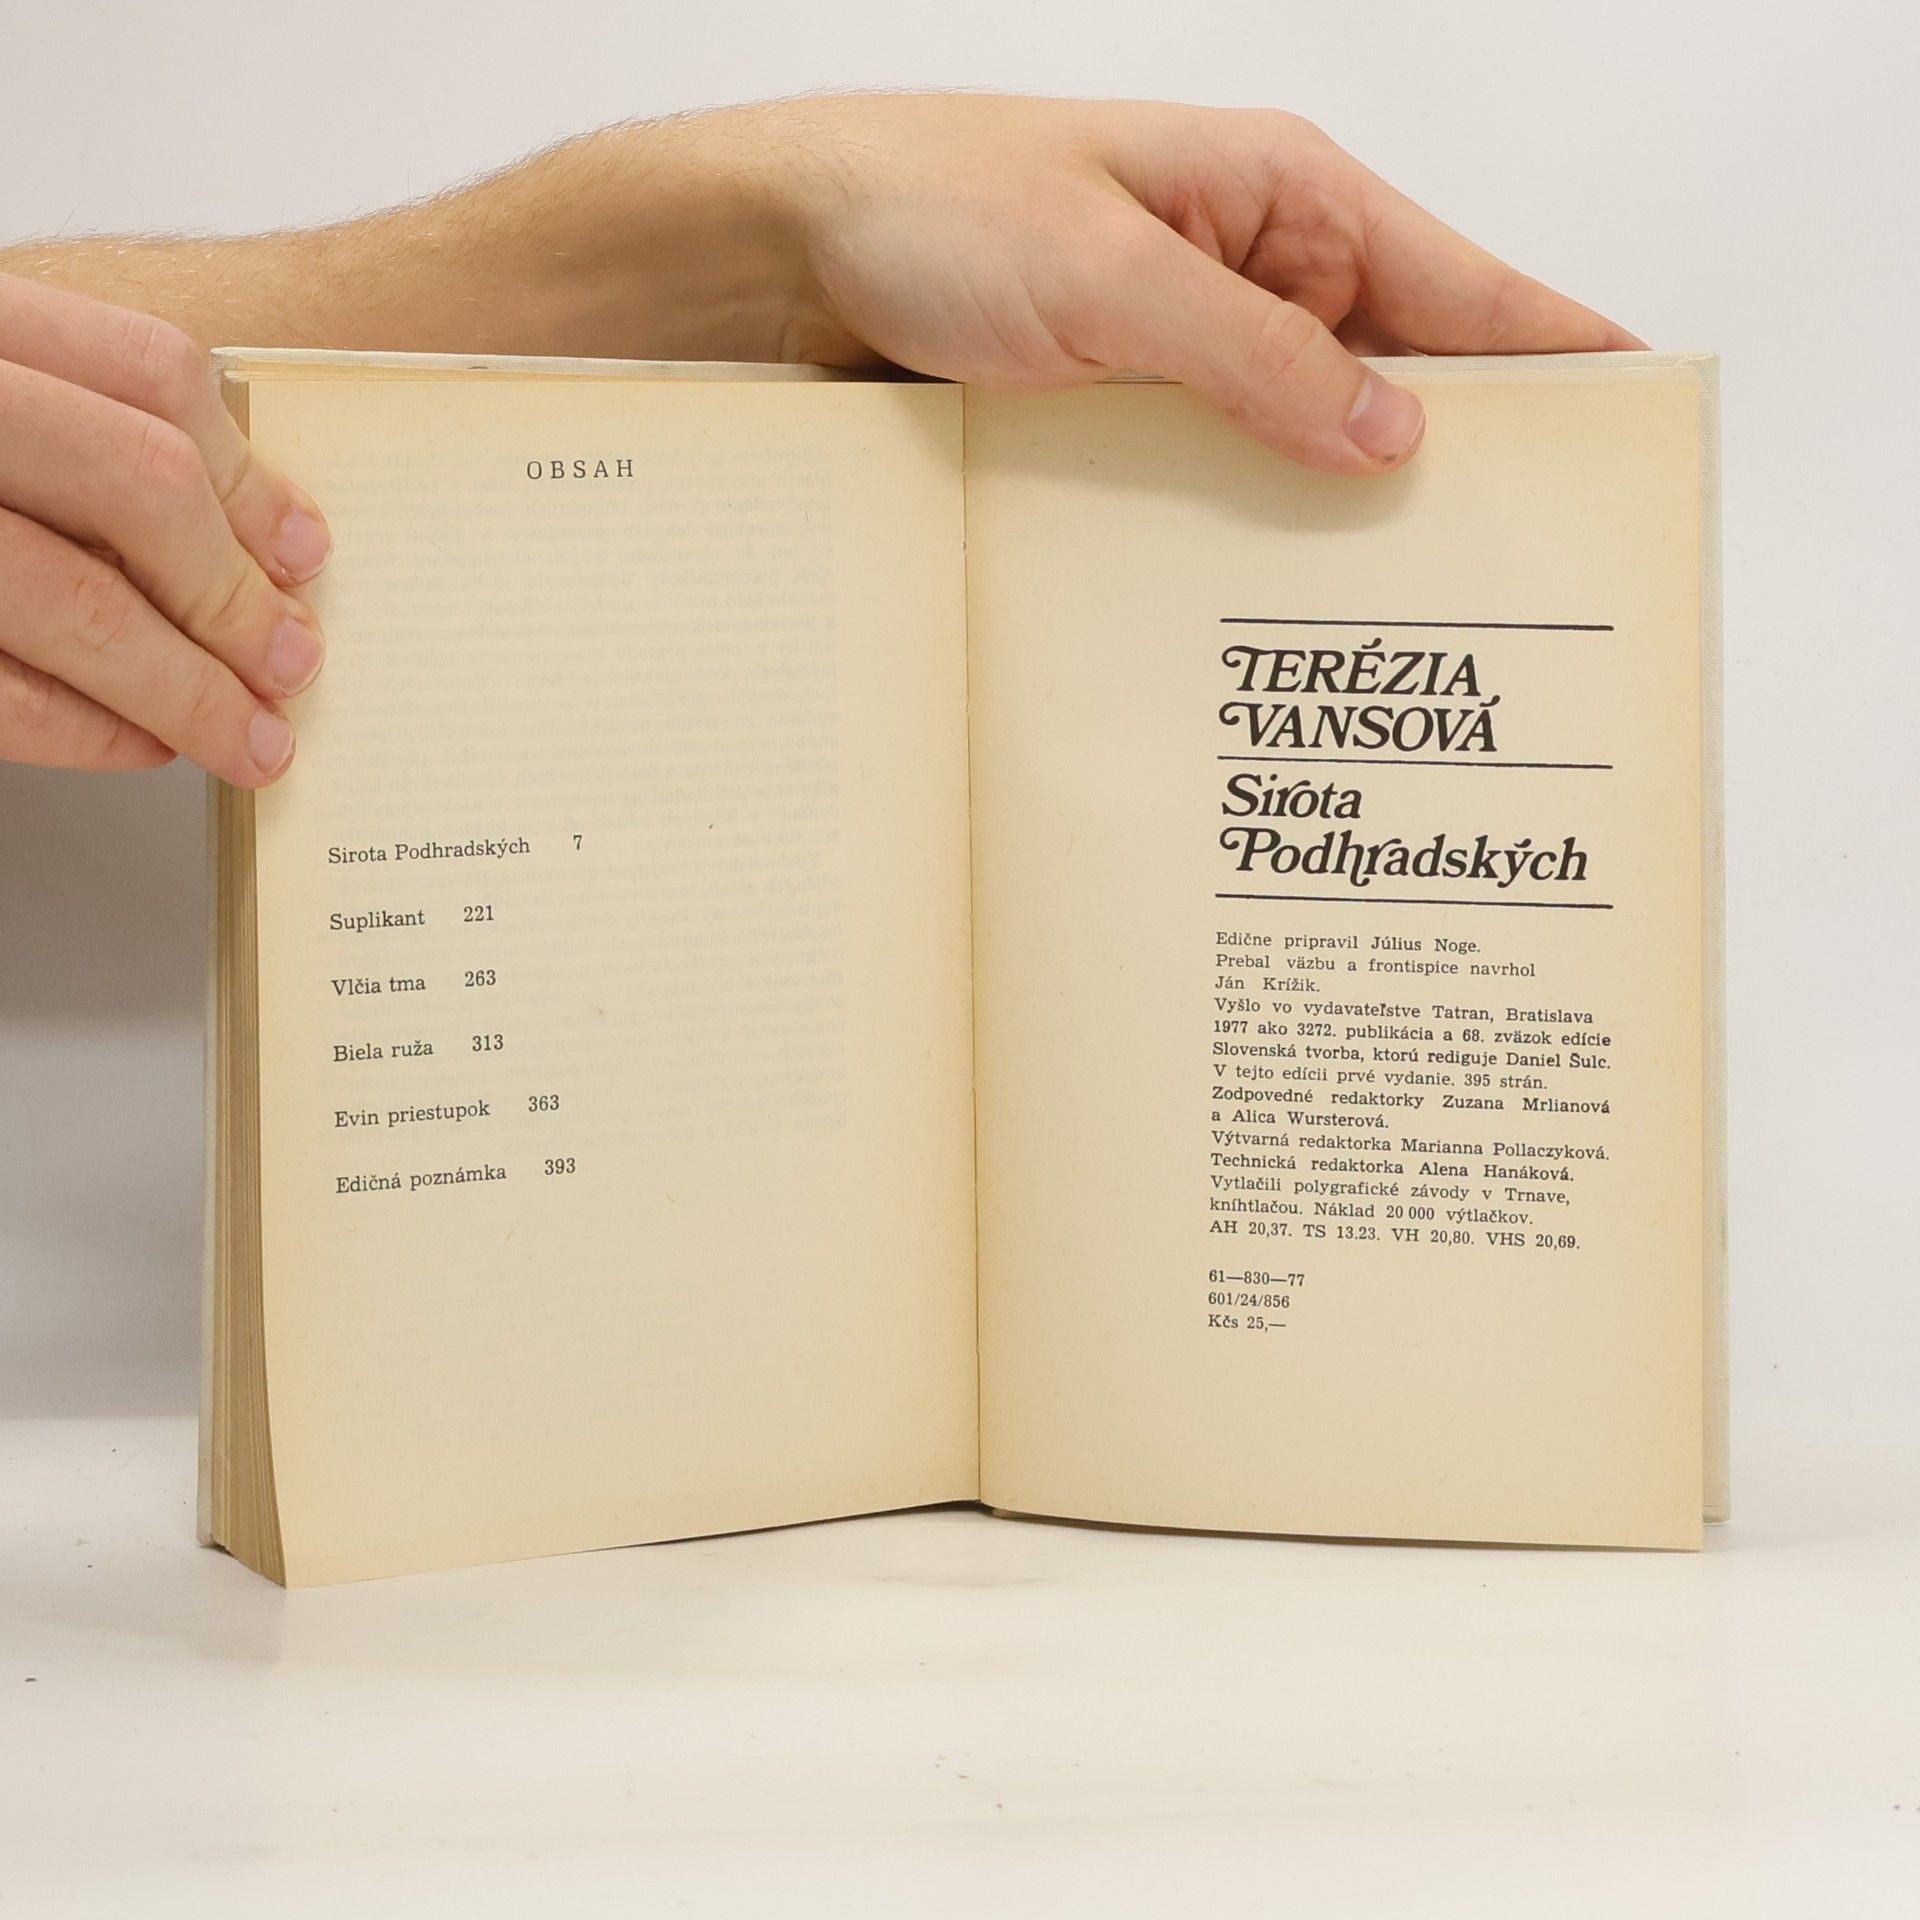 OBSAH
Sirota Podhradských 7
Suplikant 221
Vlčia tma 263
Biela ruža 313
Evin priestupok 363
Edičná poznámka 393
TERÉZIA
VANSOVÁ
Sirota
Podhradských
Edične pripravil Július Noge.
Prebal väzbu a frontispice navrhol
Ján Krížik.
Vyšlo vo vydavateľstve Tatran, Bratislava
1977 ako 3272. publikácia a 68. zväzok edície
Slovenská tvorba, ktorú rediguje Daniel Šulc.
V tejto edícii prvé vydanie. 395 strán.
Zodpovedné redaktorky Zuzana Mrlianová
a Alica Wursterová.
Výtvarná redaktorka Marianna Pollaczyková.
Technická redaktorka Alena Hanáková.
Vytlačili polygrafické závody v Trnave,
kníhtlačou. Náklad 20 000 výtlačkov.
AH 20,37. TS 13.23. VH 20,80. VHS 20,69.
61—830—77
601/24/856
Kčs 25,—